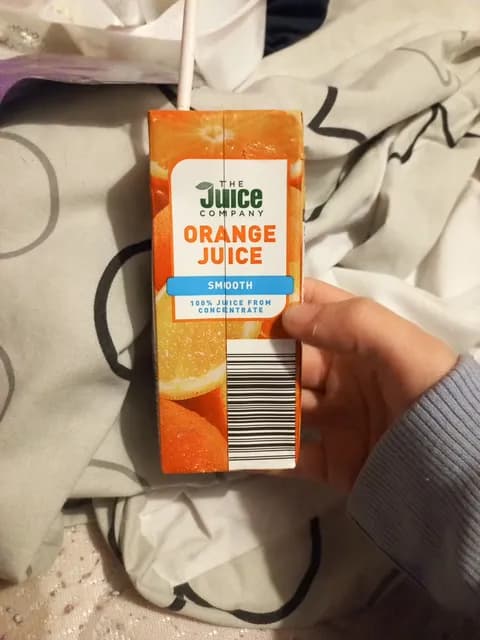 THE
Juice
COMPANY
ORANGE
JUICE
SMOOTH
100% JUICE FROM
CONCENTRATE